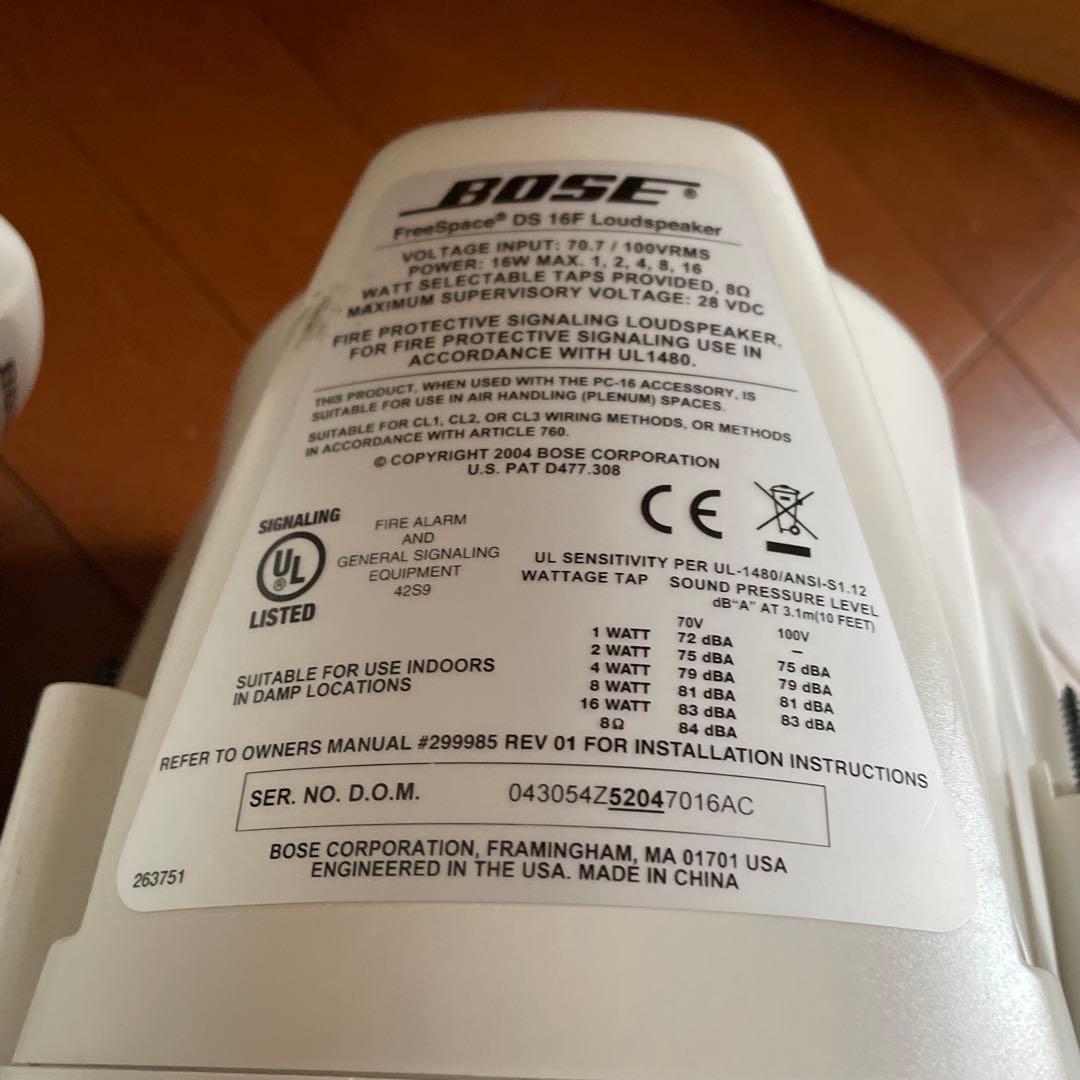 BOSE®
FreeSpace® DS 16F Loudspeaker
VOLTAGE INPUT: 70.7 / 100VRMS
POWER: 16W MAX. 1, 2, 4, 8, 16
WATT SELECTABLE TAPS PROVIDED, 8Ω
MAXIMUM SUPERVISORY VOLTAGE: 28 VDC
FIRE PROTECTIVE SIGNALING LOUDSPEAKER,
FOR FIRE PROTECTIVE SIGNALING USE IN
ACCORDANCE WITH UL1480.
THIS PRODUCT, WHEN USED WITH THE PC-16 ACCESSORY, IS
SUITABLE FOR USE IN AIR HANDLING (PLENUM) SPACES.
SUITABLE FOR CL1, CL2, OR CL3 WIRING METHODS, OR METHODS
IN ACCORDANCE WITH ARTICLE 760.
© COPYRIGHT 2004 BOSE CORPORATION
U.S. PAT D477.308
SIGNALING
UL®
LISTED
FIRE ALARM
AND
GENERAL SIGNALING
EQUIPMENT
42S9
CE
SUITABLE FOR USE INDOORS
IN DAMP LOCATIONS
UL SENSITIVITY PER UL-1480/ANSI-S1.12
WATTAGE TAP SOUND PRESSURE LEVEL
dB"A" AT 3.1m(10 FEET)
70V 100V
1 WATT 72 dBA –
2 WATT 75 dBA 75 dBA
4 WATT 79 dBA 79 dBA
8 WATT 81 dBA 81 dBA
16 WATT 83 dBA 83 dBA
8Ω 84 dBA
REFER TO OWNERS MANUAL #299985 REV 01 FOR INSTALLATION INSTRUCTIONS
SER. NO. D.O.M. 043054Z52047016AC
BOSE CORPORATION, FRAMINGHAM, MA 01701 USA
ENGINEERED IN THE USA. MADE IN CHINA
263751